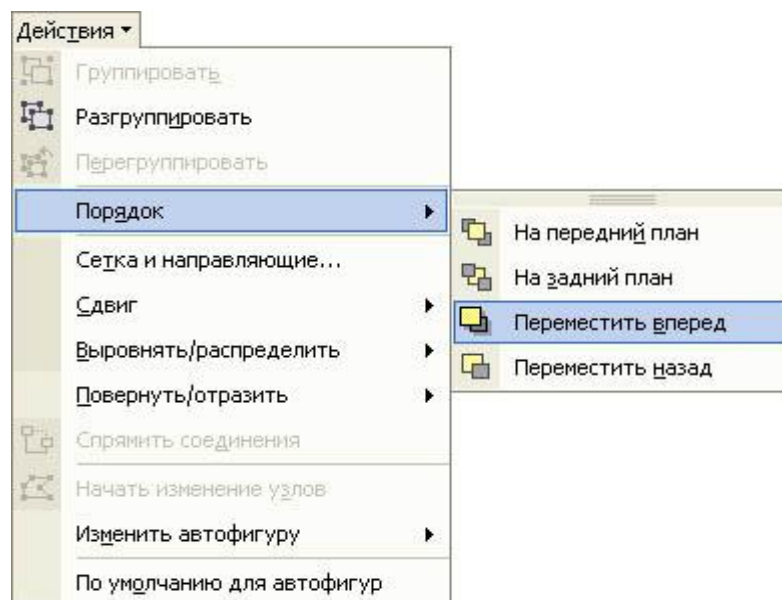 Действия
Группировать
Разгруппировать
Перегруппировать
Порядок
На передний план
На задний план
Переместить вперед
Переместить назад
Сетка и направляющие...
Сдвиг
Выровнять/распределить
Повернуть/отразить
Спрямить соединения
Начать изменение узлов
Изменить автофигуру
По умолчанию для автофигур